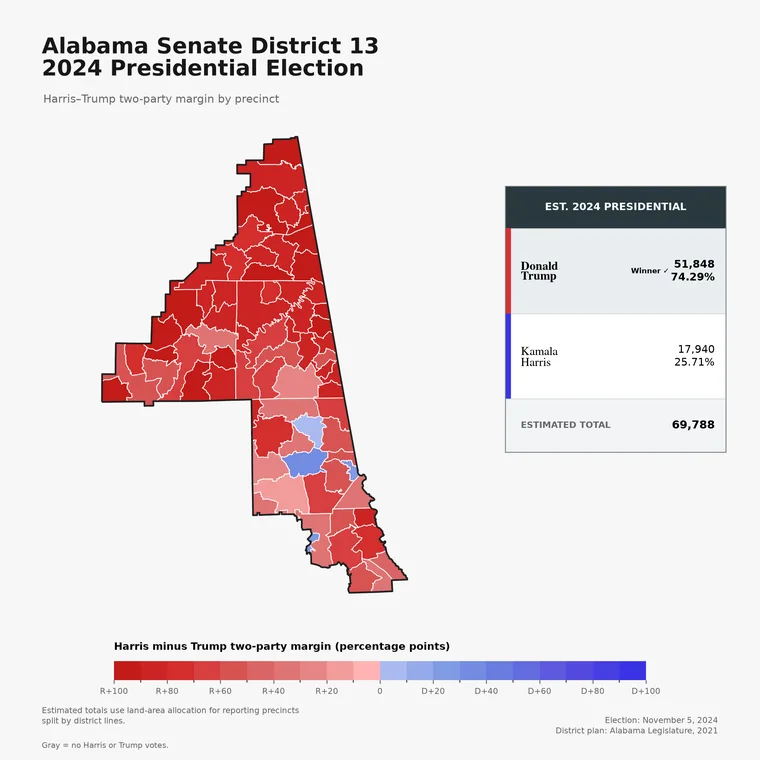 Alabama Senate District 13
2024 Presidential Election
Harris–Trump two-party margin by precinct
EST. 2024 PRESIDENTIAL
Donald
Trump
Winner ✓ 51,848
74.29%
Kamala
Harris
17,940
25.71%
ESTIMATED TOTAL 69,788
Harris minus Trump two-party margin (percentage points)
R+100 R+80 R+60 R+40 R+20 0 D+20 D+40 D+60 D+80 D+100
Estimated totals use land-area allocation for reporting precincts
split by district lines.
Gray = no Harris or Trump votes.
Election: November 5, 2024
District plan: Alabama Legislature, 2021